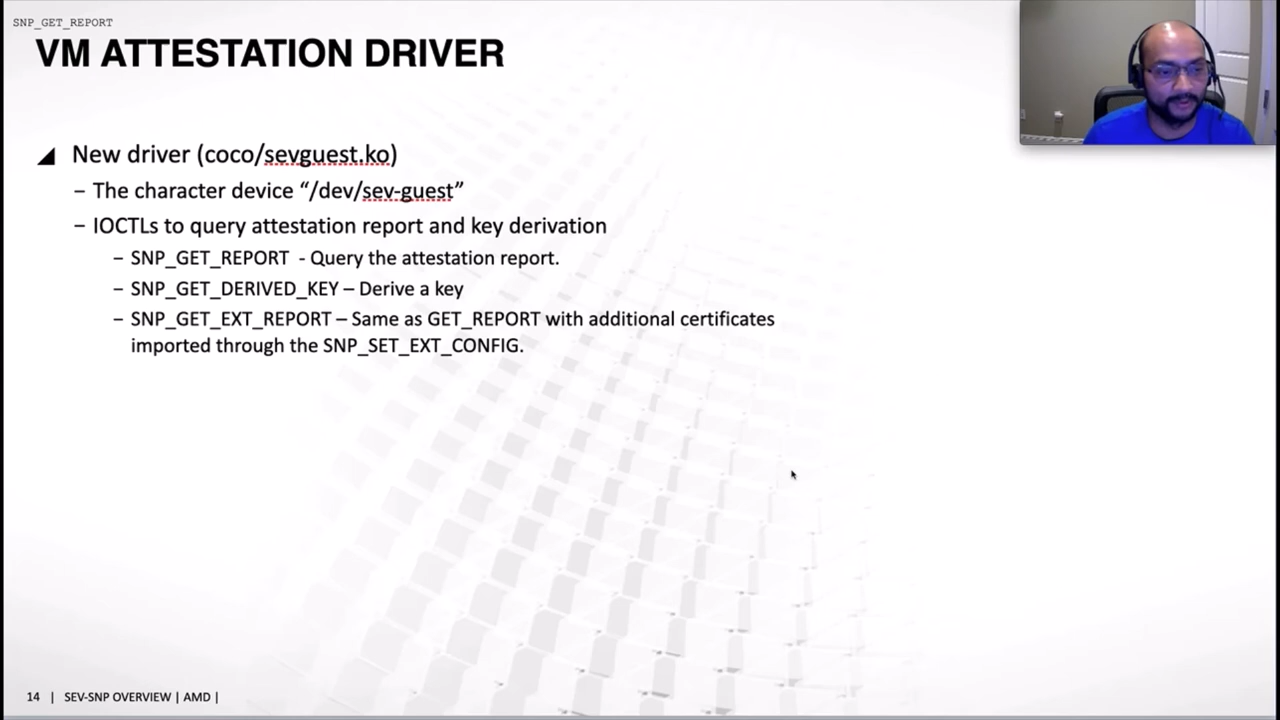 SNP_GET_REPORT
VM ATTESTATION DRIVER
New driver (coco/sevguest.ko)
– The character device “/dev/sev-guest”
– IOCTLs to query attestation report and key derivation
– SNP_GET_REPORT - Query the attestation report.
– SNP_GET_DERIVED_KEY – Derive a key
– SNP_GET_EXT_REPORT – Same as GET_REPORT with additional certificates
imported through the SNP_SET_EXT_CONFIG.
14 | SEV-SNP OVERVIEW | AMD |